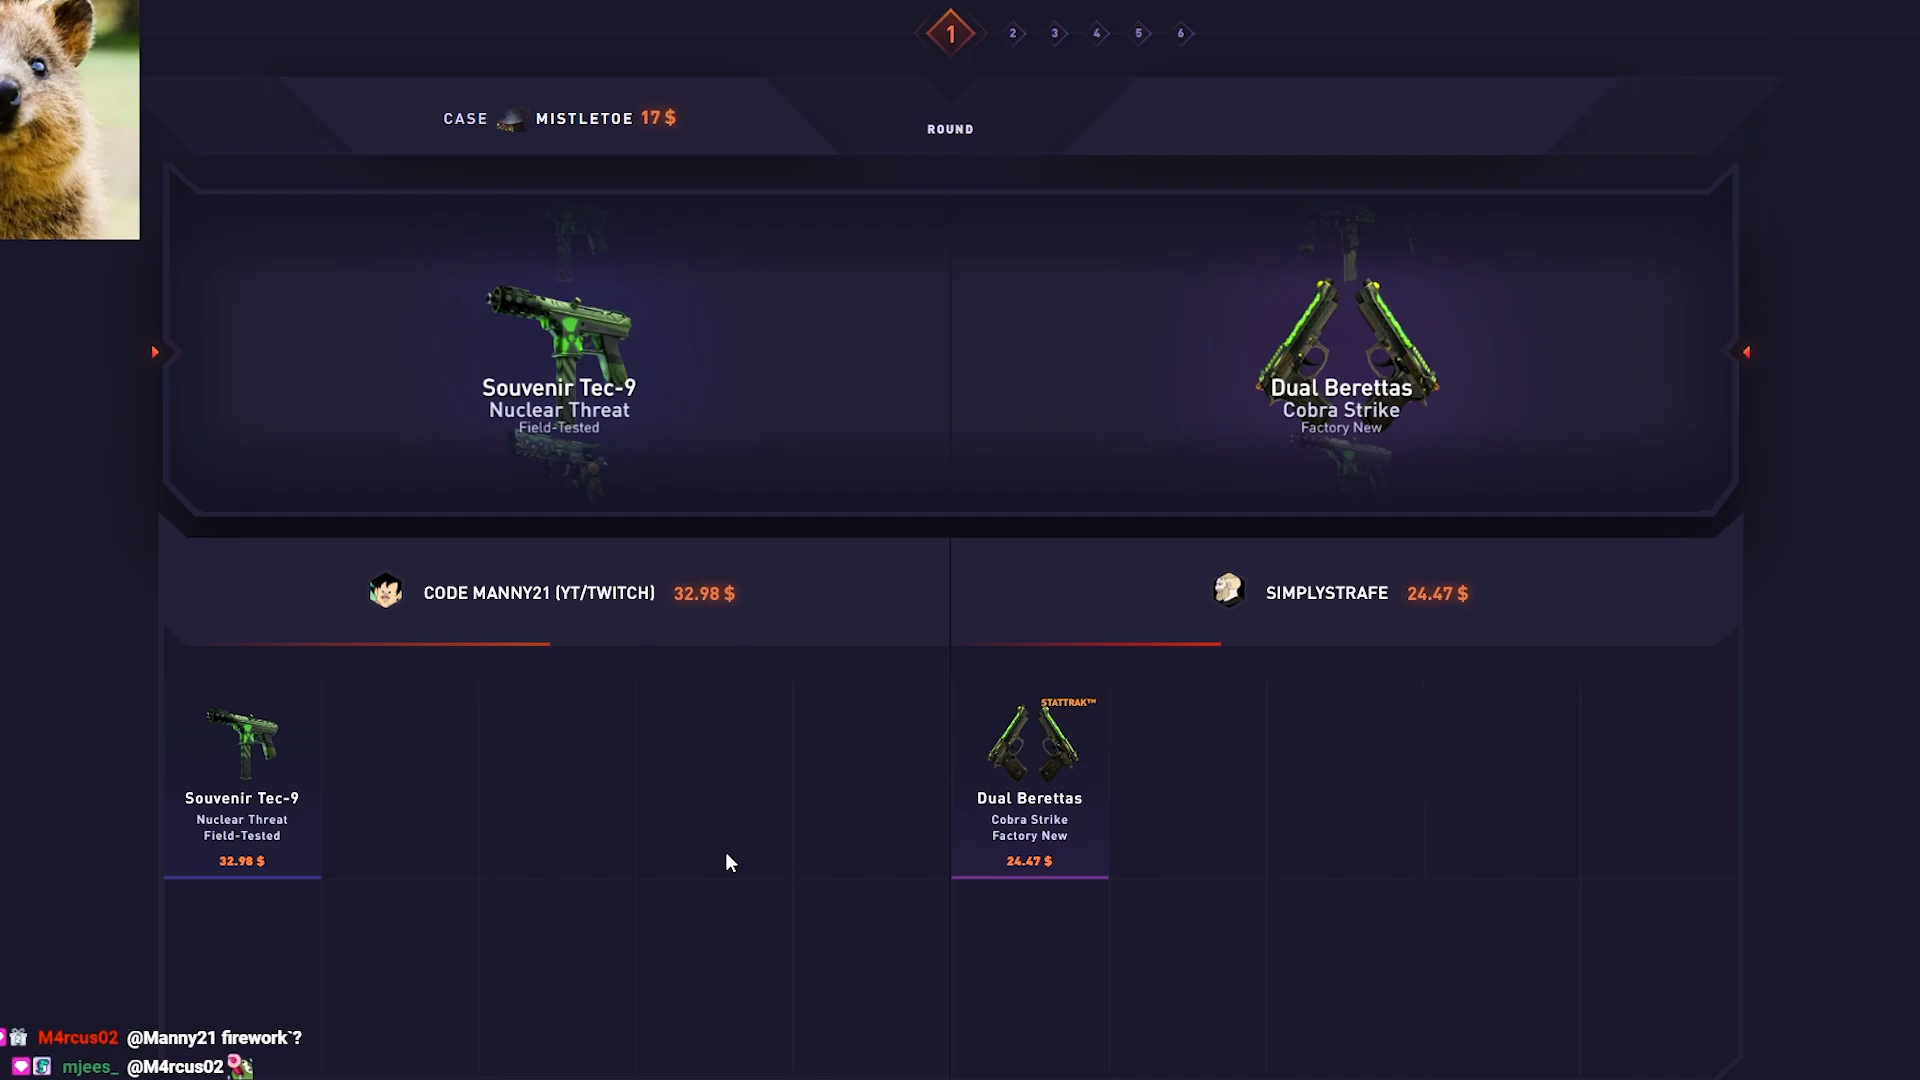 1 2 3 4 5 6
CASE MISTLETOE 17 $
ROUND
Souvenir Tec-9
Nuclear Threat
Field-Tested
Dual Berettas
Cobra Strike
Factory New
CODE MANNY21 (YT/TWITCH) 32.98 $
SIMPLYSTRAFE 24.47 $
Souvenir Tec-9
Nuclear Threat
Field-Tested
32.98 $
STATTRAK™
Dual Berettas
Cobra Strike
Factory New
24.47 $
M4rcus02 @Manny21 firework`?
mjees_ @M4rcus02